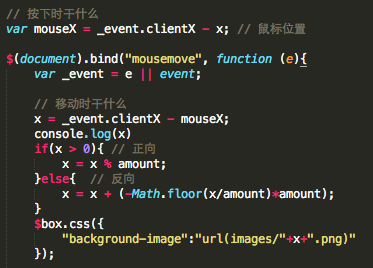 // 按下时干什么
var mouseX = _event.clientX - x; // 鼠标位置
$(document).bind("mousemove", function (e){
var _event = e || event;
// 移动时干什么
x = _event.clientX - mouseX;
console.log(x)
if(x > 0){ // 正向
x = x % amount;
}else{ // 反向
x = x + (-Math.floor(x/amount)*amount);
}
$box.css({
"background-image":"url(images/"+x+".png)"
});